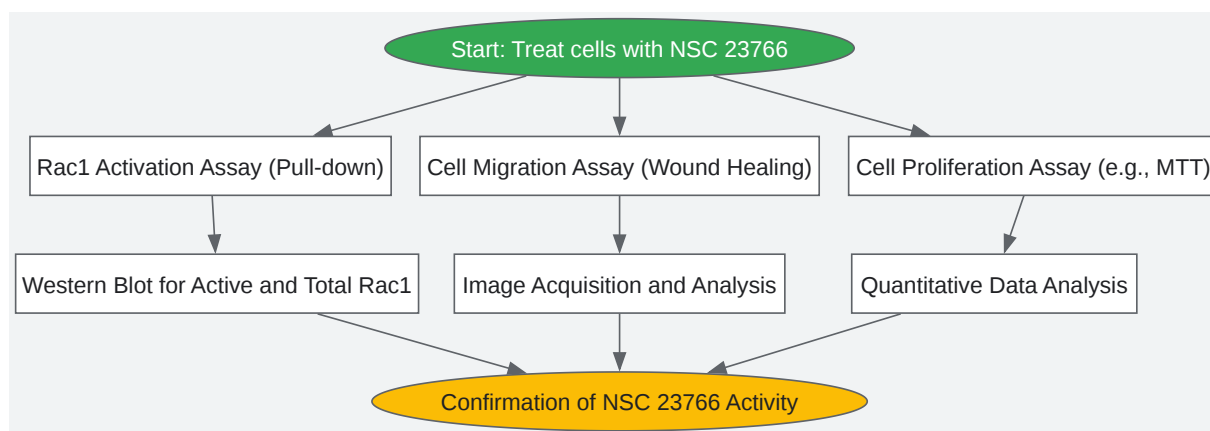 Start: Treat cells with NSC 23766
Rac1 Activation Assay (Pull-down)
Cell Migration Assay (Wound Healing)
Cell Proliferation Assay (e.g., MTT)
Western Blot for Active and Total Rac1
Image Acquisition and Analysis
Quantitative Data Analysis
Confirmation of NSC 23766 Activity